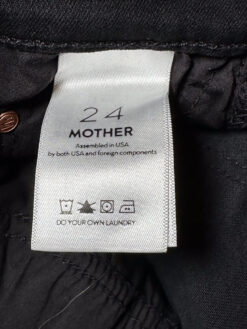 24
MOTHER
Assembled in USA
by both USA and foreign components
DO YOUR OWN LAUNDRY